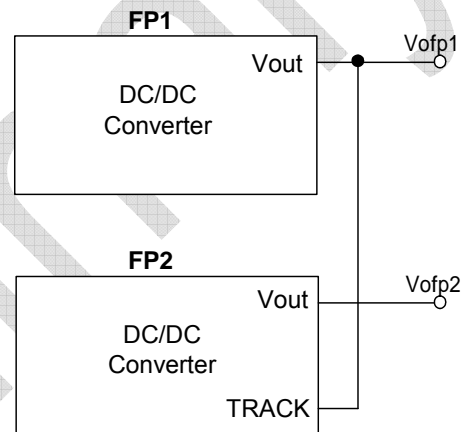 FP1
Vout
Vofp1
DC/DC
Converter
FP2
Vout
Vofp2
DC/DC
Converter
TRACK